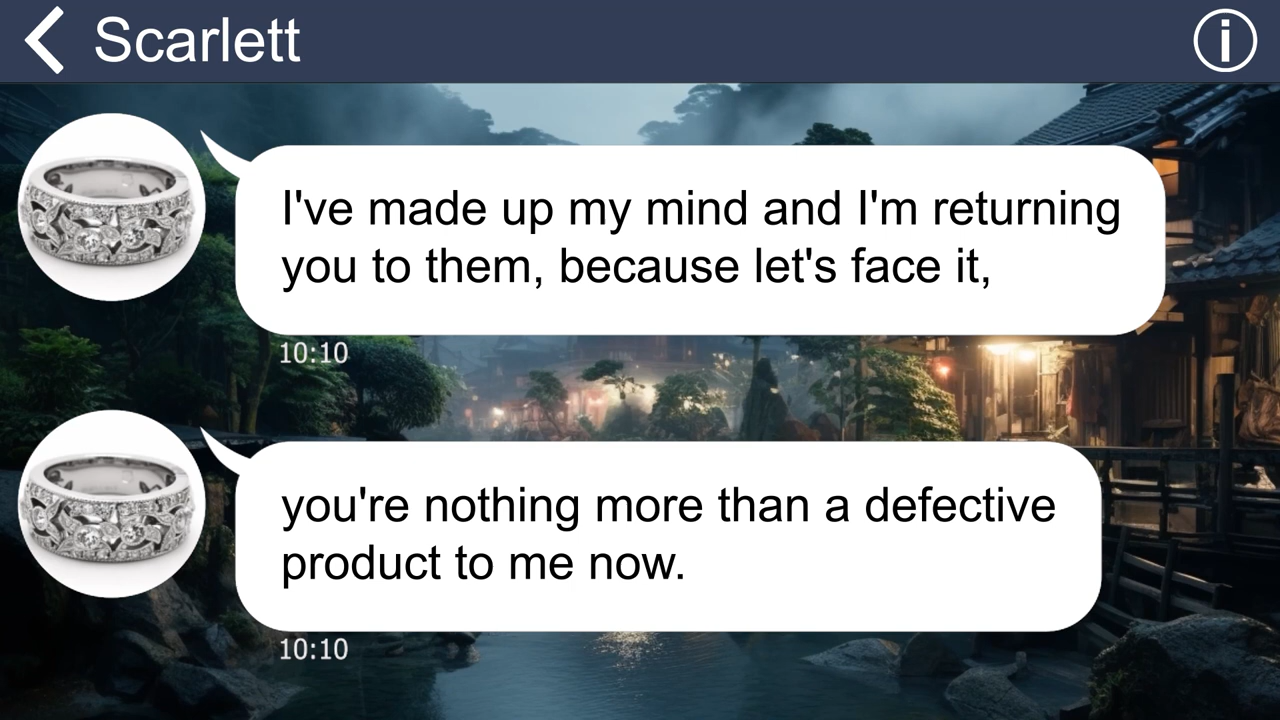 Scarlett
I've made up my mind and I'm returning
you to them, because let's face it,
10:10
you're nothing more than a defective
product to me now.
10:10